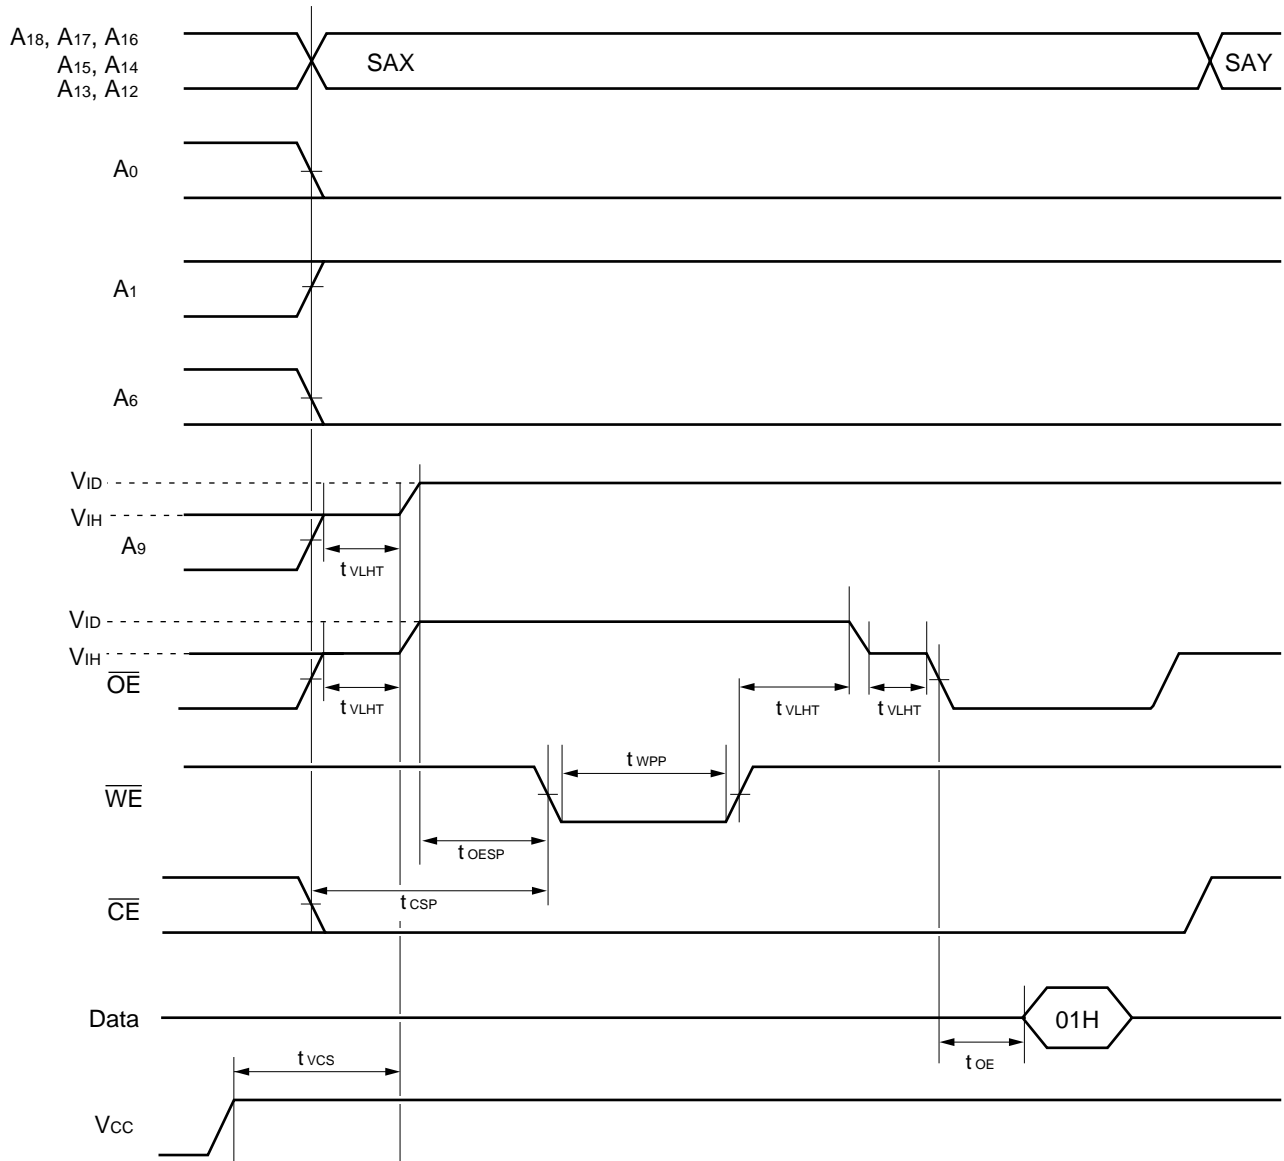 A18, A17, A16
A15, A14
A13, A12
SAX
SAY
A0
A1
A6
VID
VIH
A9
t VLHT
VID
VIH
OE
t VLHT
t VLHT
t VLHT
t WPP
WE
t OESP
t CSP
CE
Data
01H
t VCS
t OE
VCC